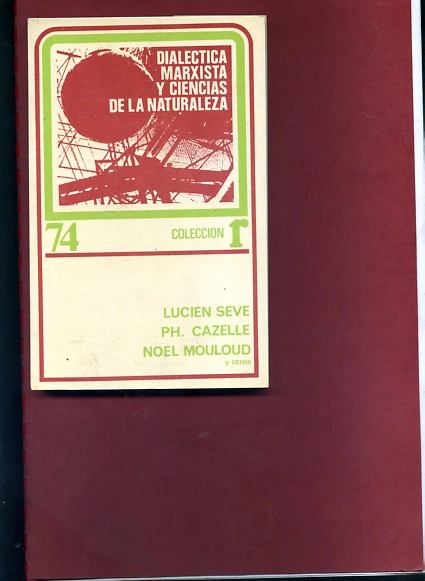 DIALECTICA
MARXISTA
Y CIENCIAS
DE LA NATURALEZA
74
COLECCION r
LUCIEN SEVE
PH. CAZELLE
NOEL MOULOUD
y otros